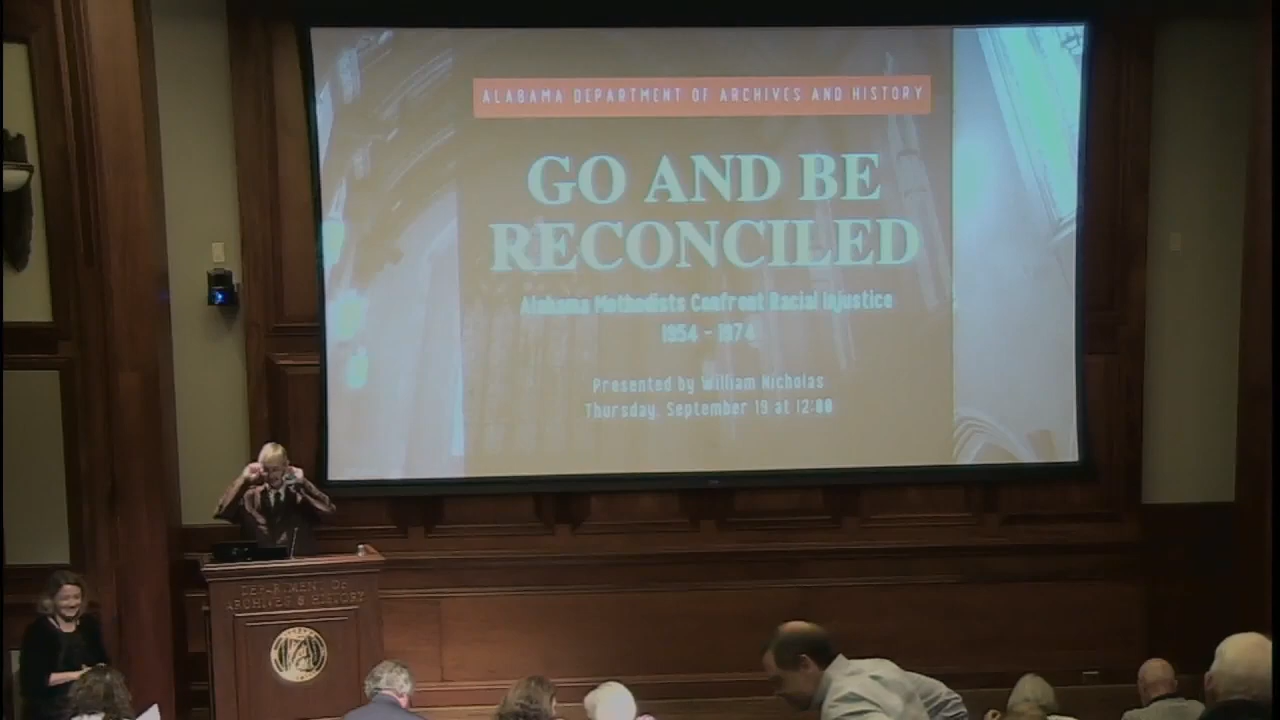 ALABAMA DEPARTMENT OF ARCHIVES AND HISTORY
GO AND BE
RECONCILED
Alabama Methodists Confront Racial Injustice
1954 - 1974
Presented by William Nicholas
Thursday, September 19 at 12:00
DEPARTMENT OF
ARCHIVES & HISTORY